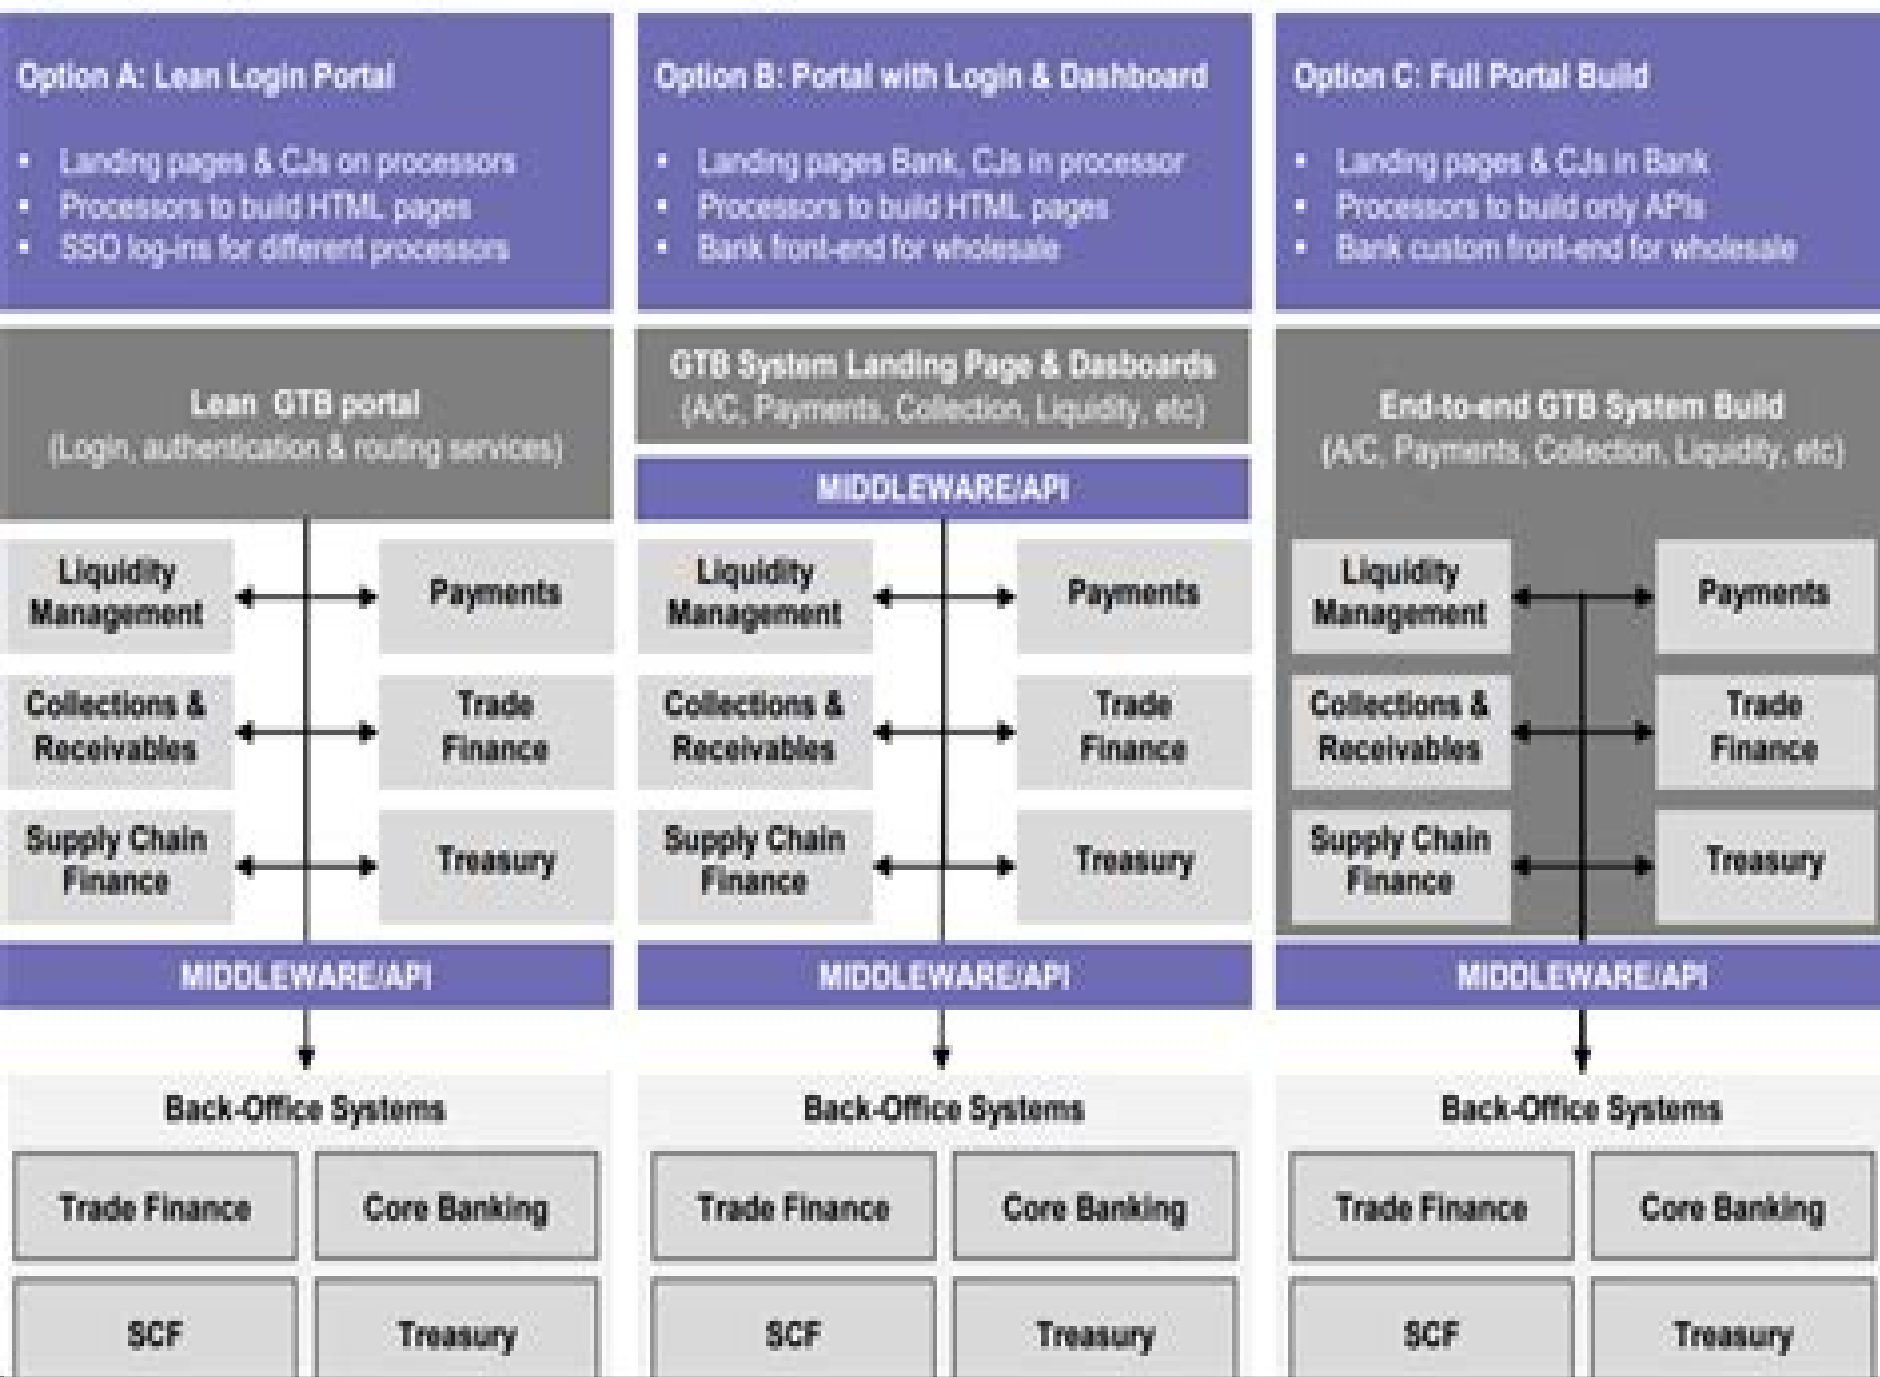 Option A: Lean Login Portal
• Landing pages & CJs on processors
• Processors to build HTML pages
• SSO log-ins for different processors
Lean GTB portal
(Login, authentication & routing services)
Liquidity
Management
Payments
Collections &
Receivables
Trade
Finance
Supply Chain
Finance
Treasury
MIDDLEWARE/API
Back-Office Systems
Trade Finance
Core Banking
SCF
Treasury
Option B: Portal with Login & Dashboard
• Landing pages Bank, CJs in processor
• Processors to build HTML pages
• Bank front-end for wholesale
GTB System Landing Page & Dasboards
(A/C, Payments, Collection, Liquidity, etc)
MIDDLEWARE/API
Liquidity
Management
Payments
Collections &
Receivables
Trade
Finance
Supply Chain
Finance
Treasury
MIDDLEWARE/API
Back-Office Systems
Trade Finance
Core Banking
SCF
Treasury
Option C: Full Portal Build
• Landing pages & CJs in Bank
• Processors to build only APIs
• Bank custom front-end for wholesale
End-to-end GTB System Build
(A/C, Payments, Collection, Liquidity, etc)
Liquidity
Management
Payments
Collections &
Receivables
Trade
Finance
Supply Chain
Finance
Treasury
MIDDLEWARE/API
Back-Office Systems
Trade Finance
Core Banking
SCF
Treasury